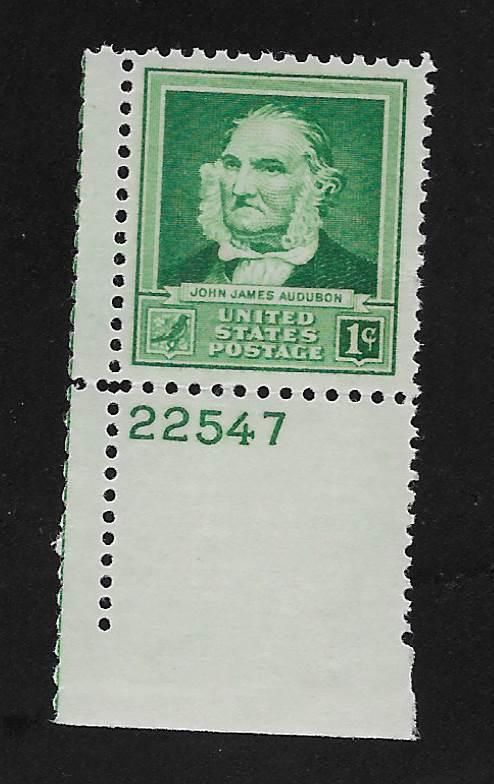 JOHN JAMES AUDUBON
UNITED
STATES
POSTAGE
1¢
22547